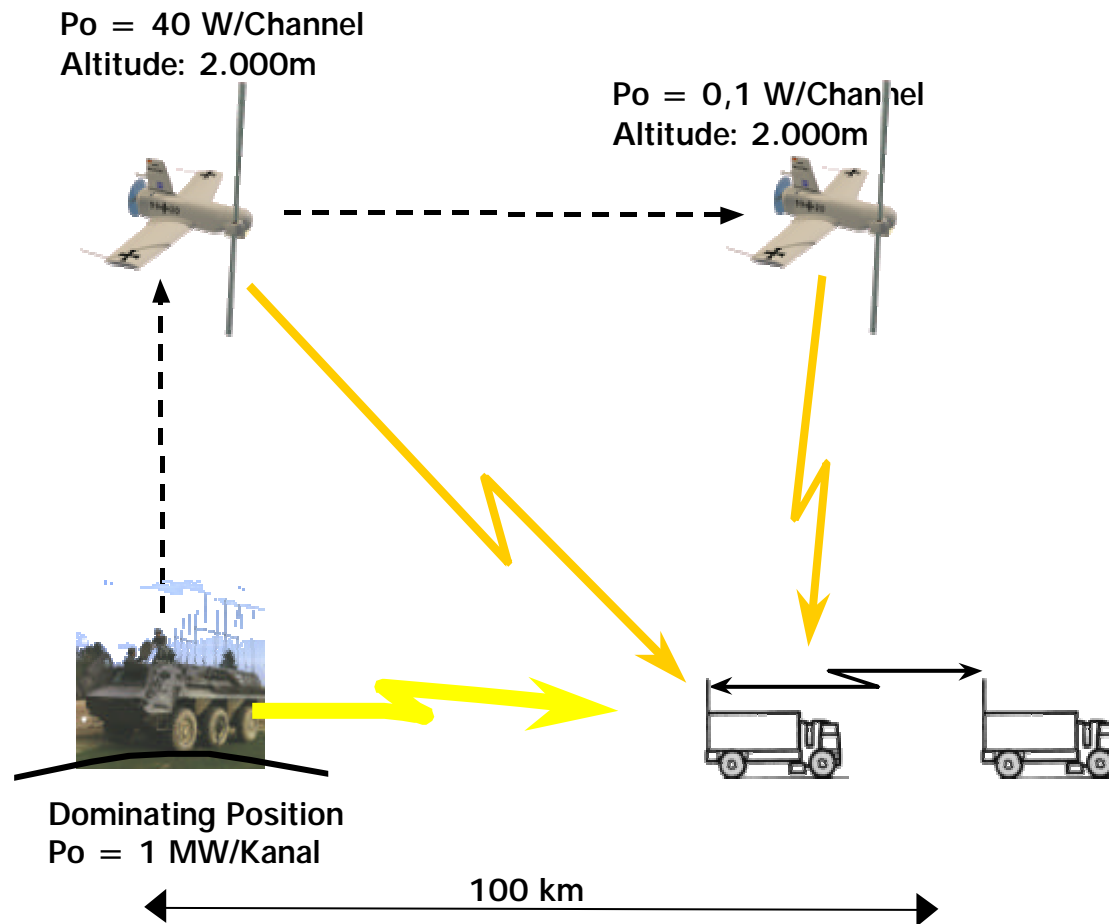 Po = 40 W/Channel
Altitude: 2.000m
Po = 0,1 W/Channel
Altitude: 2.000m
Dominating Position
Po = 1 MW/Kanal
100 km